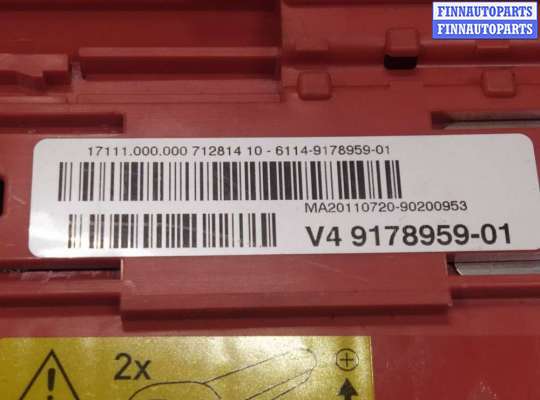 FINNAUTOPARTS
FINNAUTOPARTS
17111.000.000 712814 10 - 6114-9178959-01
MA20110720-90200953
V4 9178959-01
2x